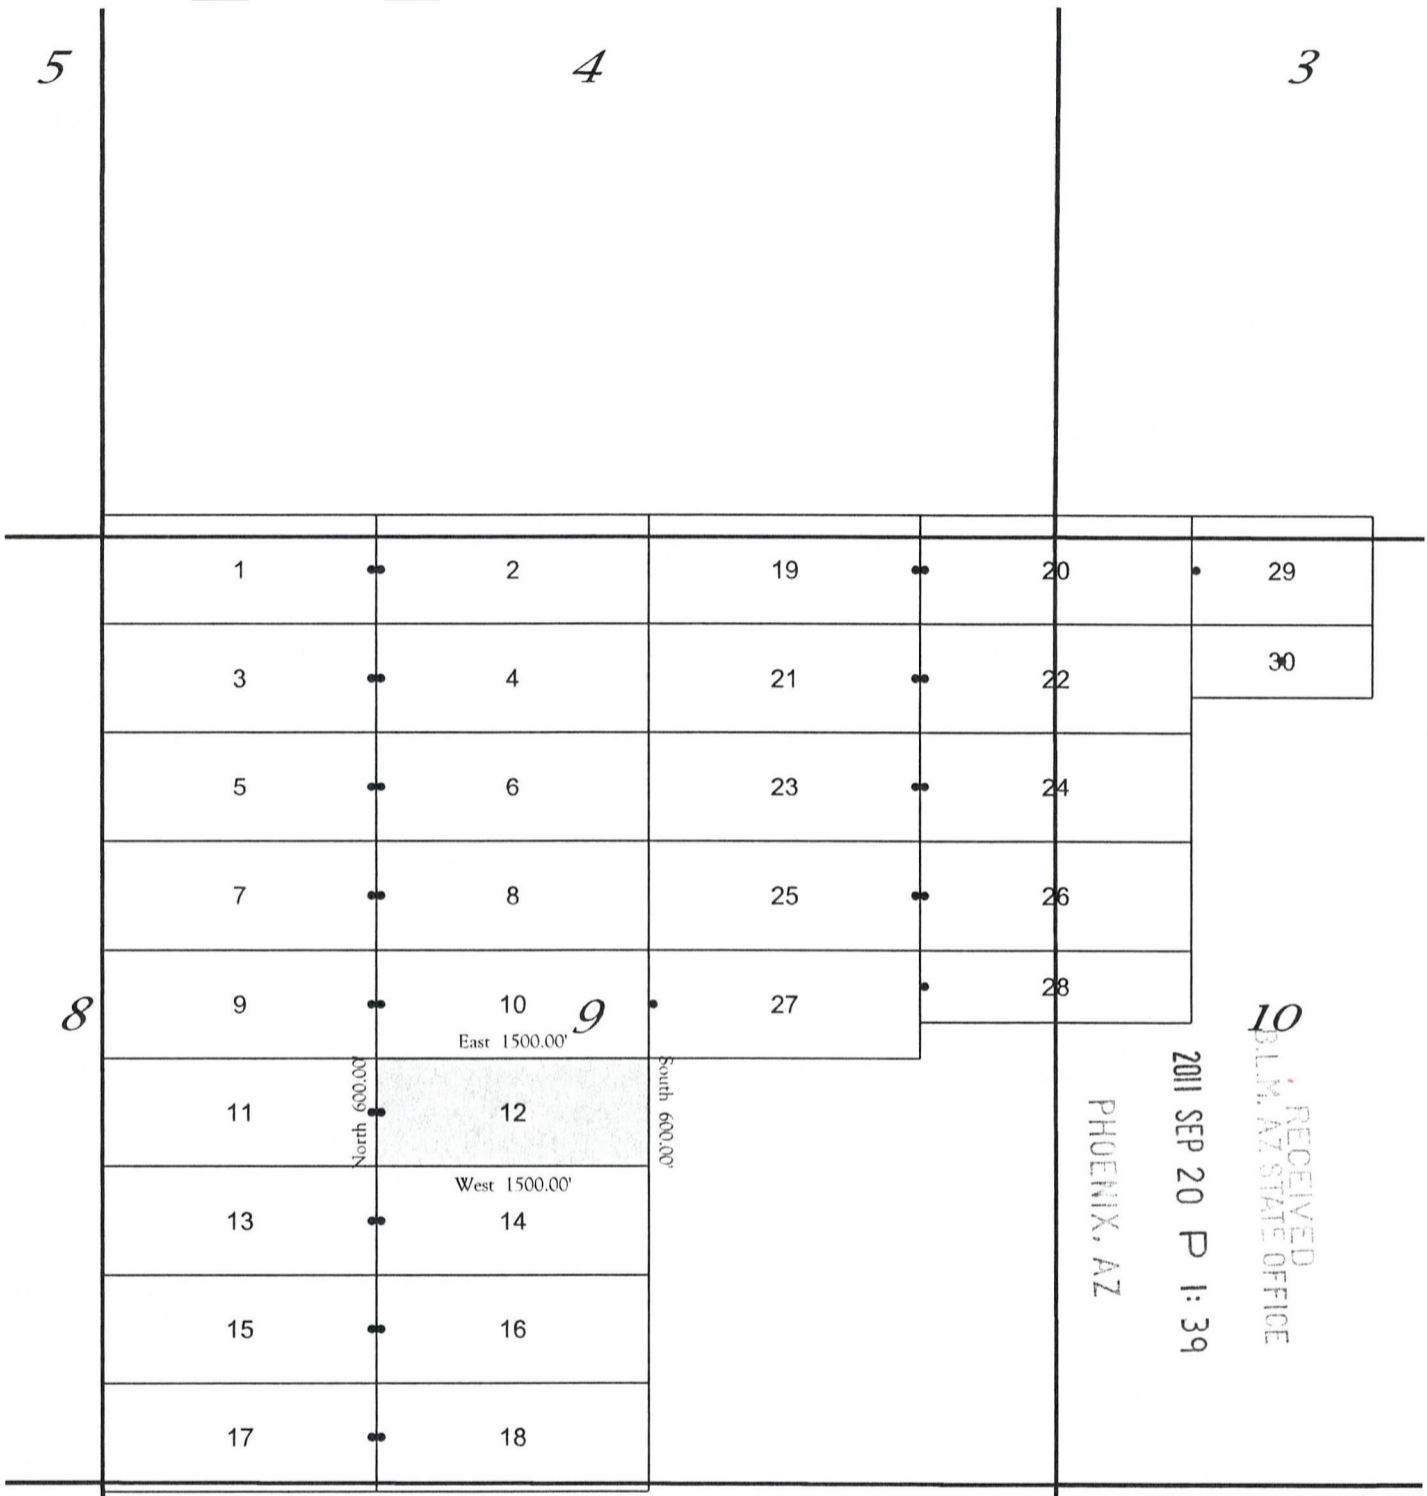 5 4 3
1 2 19 20 29
3 4 21 22 30
5 6 23 24
7 8 25 26
8 9 10 9 27 28 10
East 1500.00'
North 600.00'
11 12
South 600.00'
West 1500.00'
13 14
15 16
17 18
RECEIVED
B.L.M. AZ STATE OFFICE
2011 SEP 20 P 1:39
PHOENIX, AZ